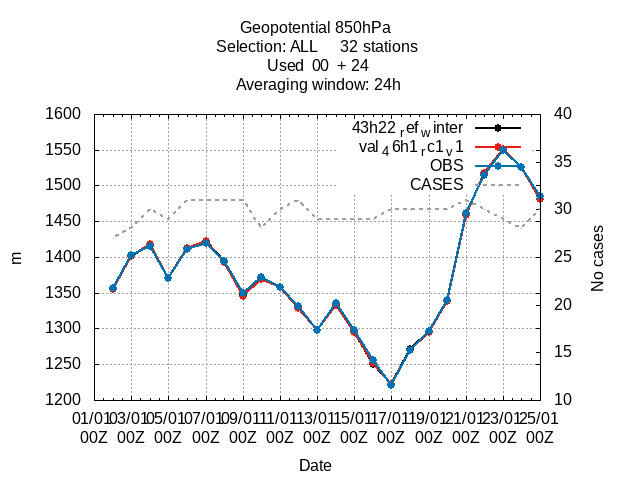 Geopotential 850hPa
Selection: ALL 32 stations
Used 00 + 24
Averaging window: 24h
43h22_ref_winter
val_46h1_rc1_v1
OBS
CASES
1600
1550
1500
1450
1400
1350
1300
1250
1200
m
40
35
30
25
20
15
10
No cases
01/01 03/01 05/01 07/01 09/01 11/01 13/01 15/01 17/01 19/01 21/01 23/01 25/01
00Z 00Z 00Z 00Z 00Z 00Z 00Z 00Z 00Z 00Z 00Z 00Z 00Z
Date